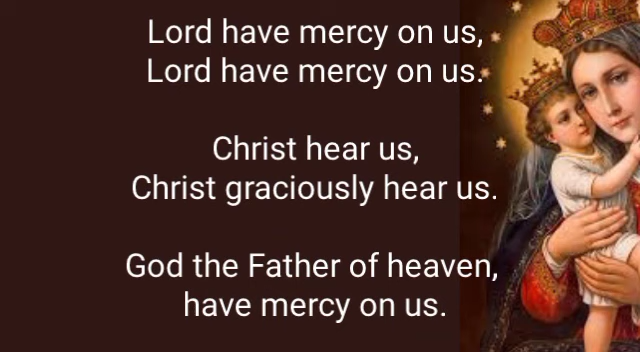 Lord have mercy on us,
Lord have mercy on us.
Christ hear us,
Christ graciously hear us.
God the Father of heaven,
have mercy on us.